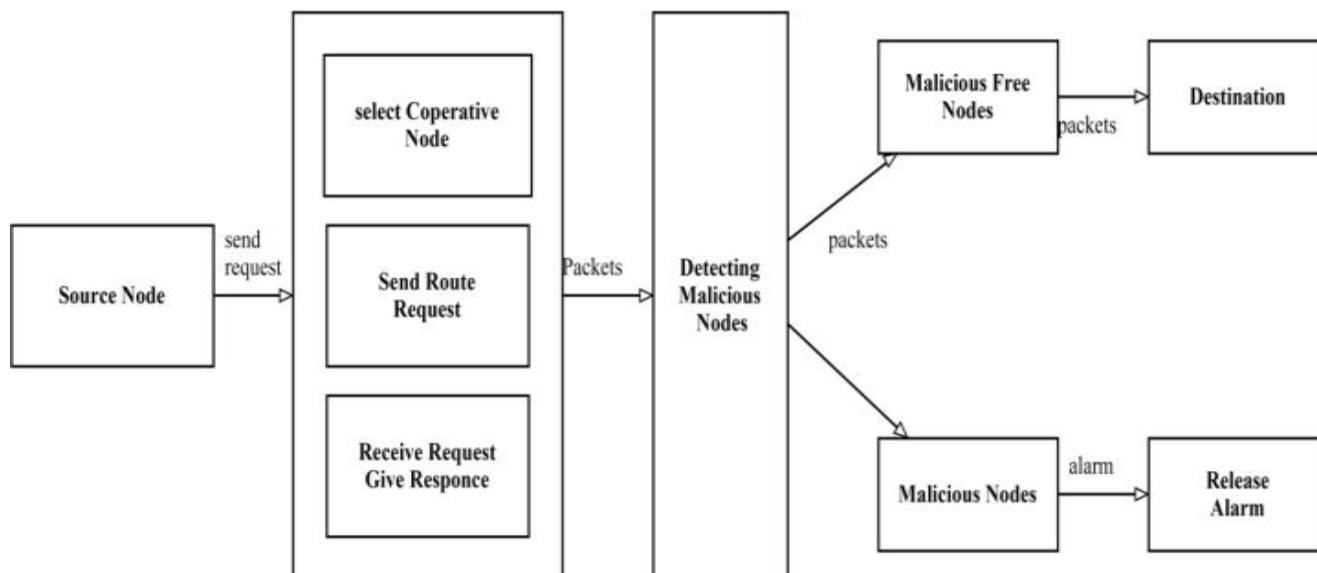 Source Node
send
request
select Coperative
Node
Send Route
Request
Receive Request
Give Responce
Packets
Detecting
Malicious
Nodes
packets
Malicious Free
Nodes
packets
Destination
Malicious Nodes
alarm
Release
Alarm